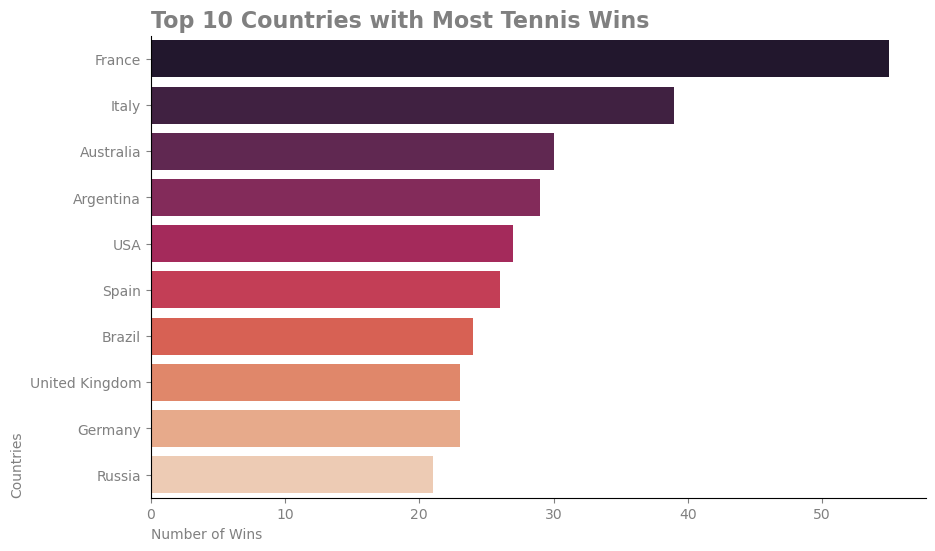 Top 10 Countries with Most Tennis Wins
France
Italy
Australia
Argentina
USA
Spain
Brazil
United Kingdom
Germany
Russia
Countries
0 10 20 30 40 50
Number of Wins